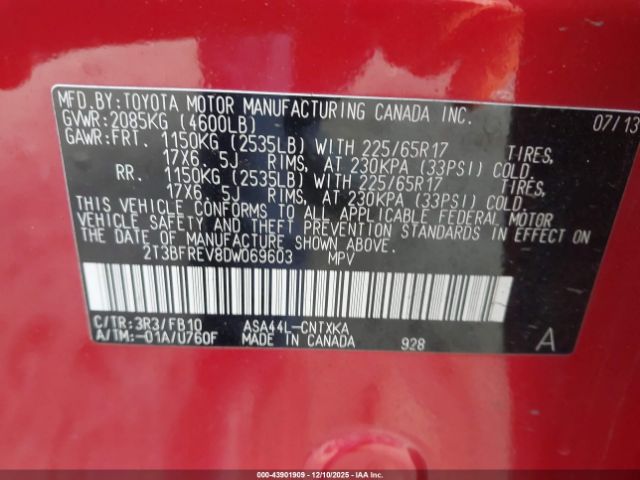 MFD.BY:TOYOTA MOTOR MANUFACTURING CANADA INC.
GVWR:2085KG (4600LB) 07/13
GAWR:FRT. 1150KG (2535LB) WITH 225/65R17 TIRES,
17X6.5J RIMS, AT 230KPA (33PSI) COLD.
RR. 1150KG (2535LB) WITH 225/65R17 TIRES,
17X6.5J RIMS, AT 230KPA (33PSI) COLD.
THIS VEHICLE CONFORMS TO ALL APPLICABLE FEDERAL MOTOR
VEHICLE SAFETY AND THEFT PREVENTION STANDARDS IN EFFECT ON
THE DATE OF MANUFACTURE SHOWN ABOVE.
2T3BFREV8DW069603 MPV
C/TR:3R3/FB10 ASA44L-CNTXKA
A/TM:-01A/U760F MADE IN CANADA 928 A
000-43901909 • 12/10/2025 • IAA, Inc.